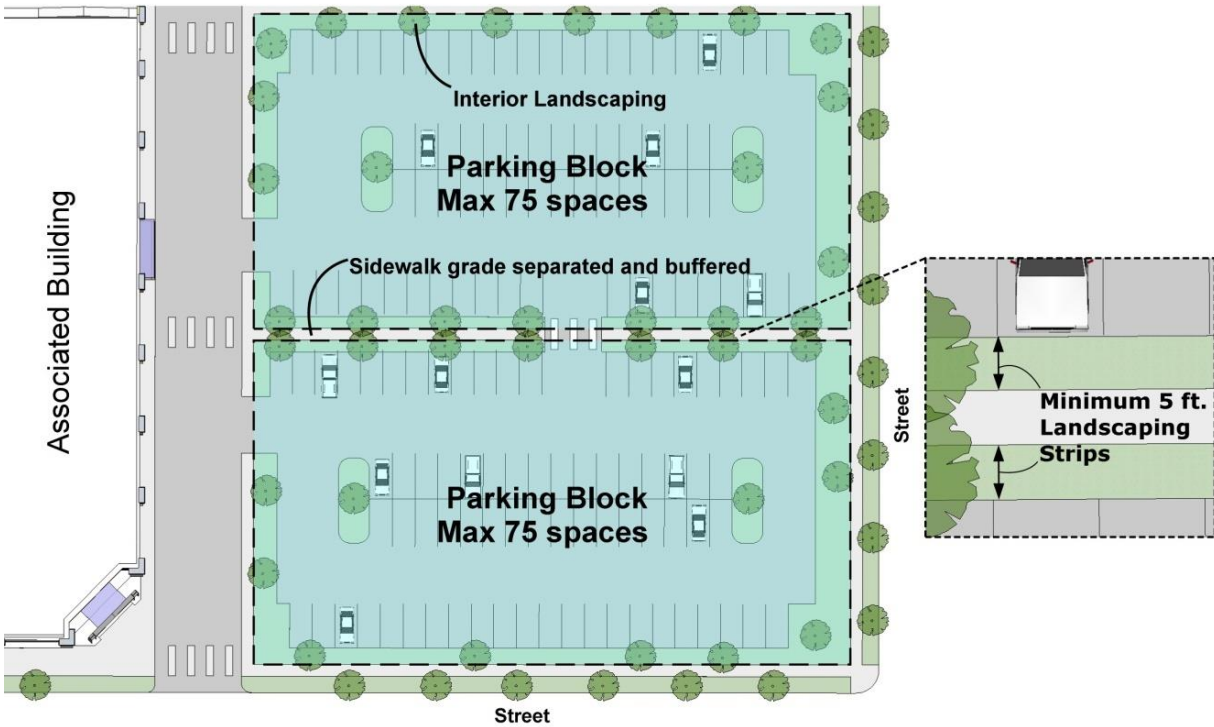 Interior Landscaping
Parking Block
Max 75 spaces
Associated Building
Sidewalk grade separated and buffered
Minimum 5 ft.
Landscaping
Strips
Street
Parking Block
Max 75 spaces
Street